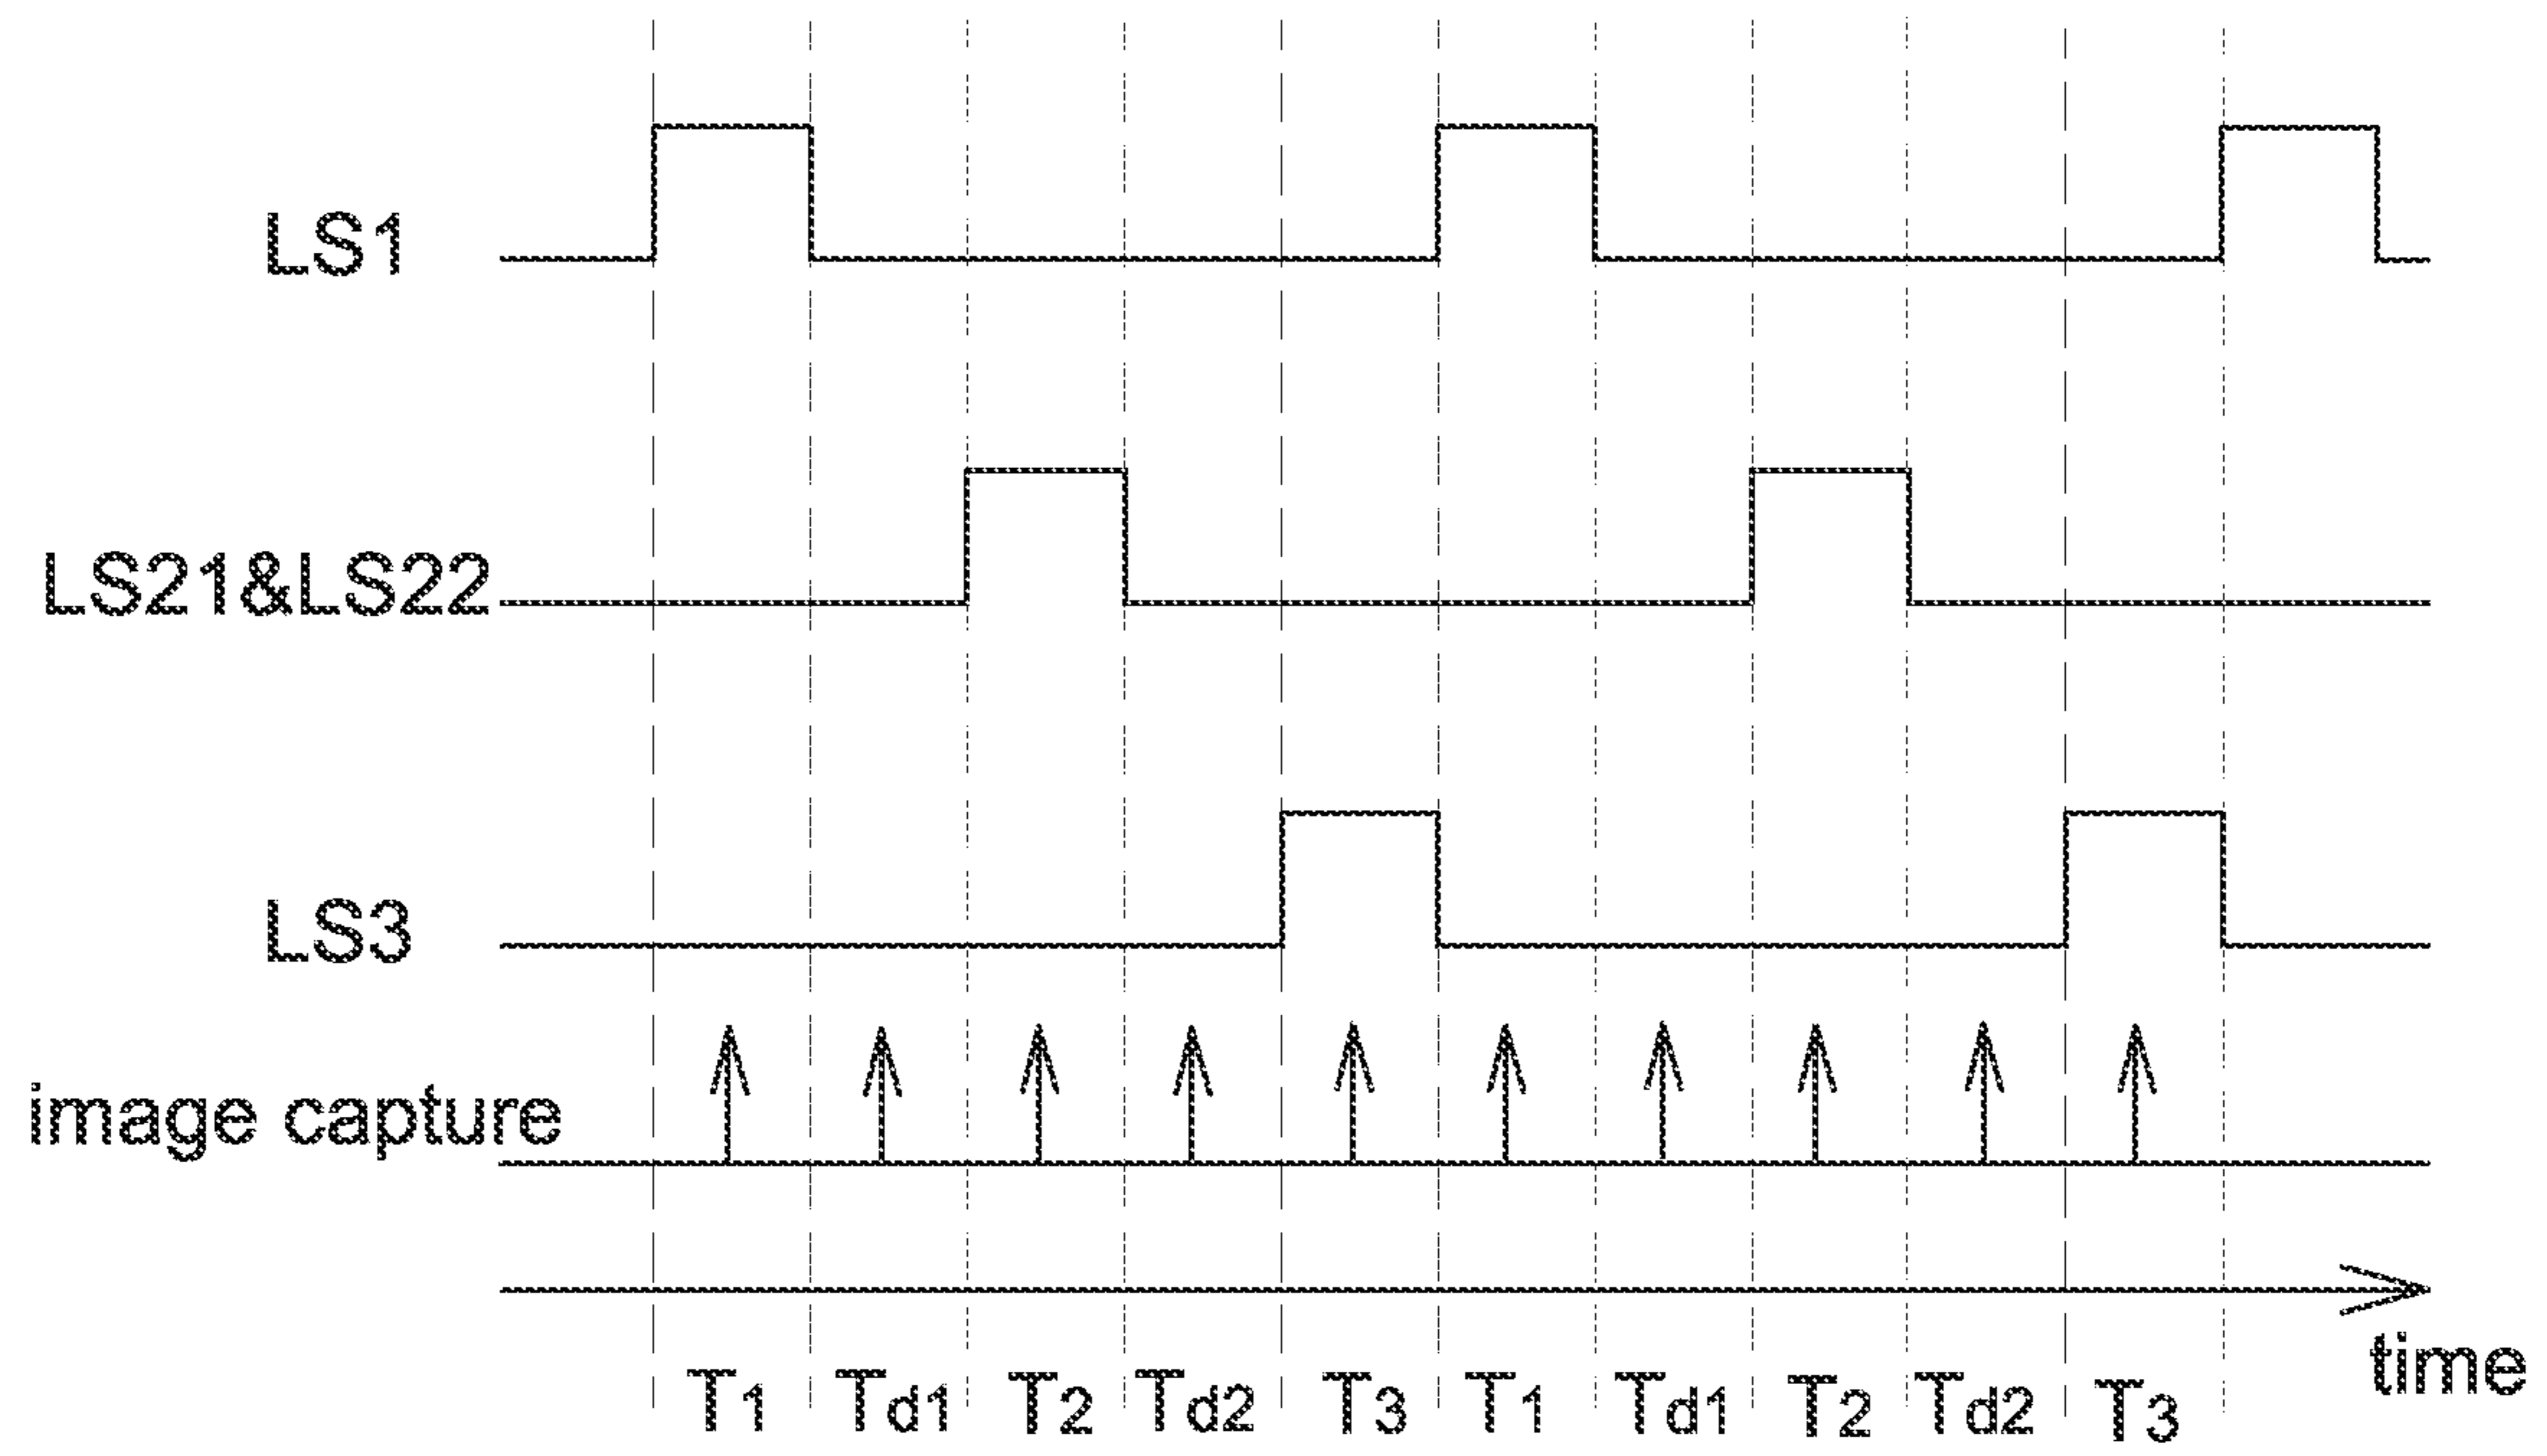 LS1
LS21&LS22
LS3
image capture
time
T1 Td1 T2 Td2 T3 T1 Td1 T2 Td2 T3